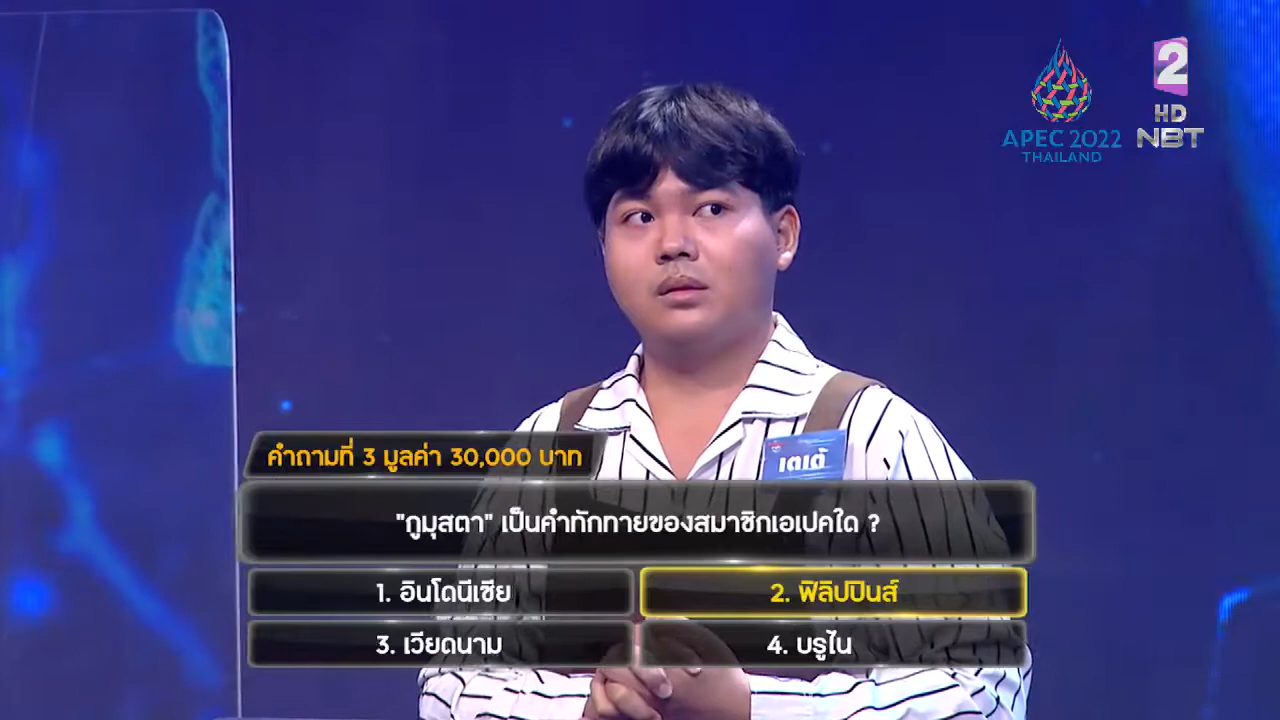 2
HD
NBT
APEC 2022
THAILAND
เตเต้
คำถามที่ 3 มูลค่า 30,000 บาท
"กูมุสตา" เป็นคำทักทายของสมาชิกเอเปคใด ?
1. อินโดนีเซีย
2. ฟิลิปปินส์
3. เวียดนาม
4. บรูไน